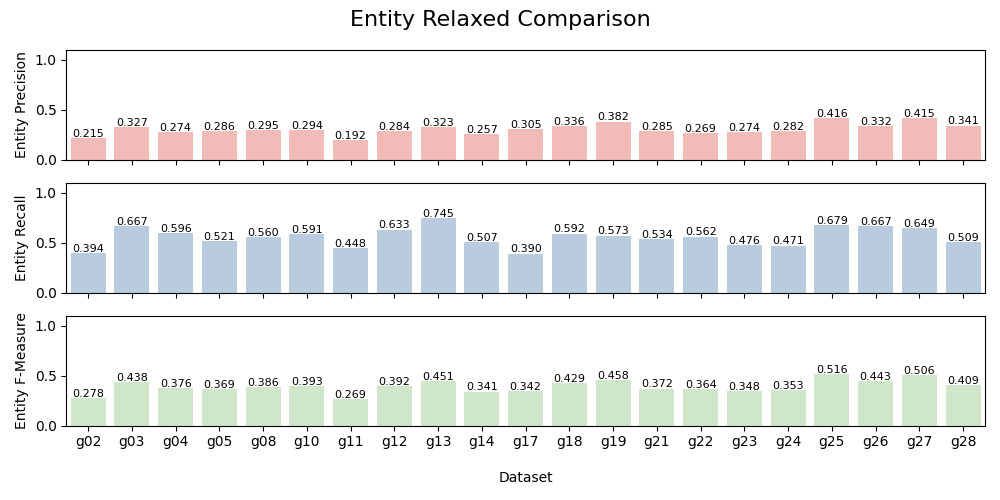 Entity Relaxed Comparison
Entity Precision
1.0
0.5
0.0
0.215 0.327 0.274 0.286 0.295 0.294 0.192 0.284 0.323 0.257 0.305 0.336 0.382 0.285 0.269 0.274 0.282 0.416 0.332 0.415 0.341
Entity Recall
1.0
0.5
0.0
0.394 0.667 0.596 0.521 0.560 0.591 0.448 0.633 0.745 0.507 0.390 0.592 0.573 0.534 0.562 0.476 0.471 0.679 0.667 0.649 0.509
Entity F-Measure
1.0
0.5
0.0
0.278 0.438 0.376 0.369 0.386 0.393 0.269 0.392 0.451 0.341 0.342 0.429 0.458 0.372 0.364 0.348 0.353 0.516 0.443 0.506 0.409
g02 g03 g04 g05 g08 g10 g11 g12 g13 g14 g17 g18 g19 g21 g22 g23 g24 g25 g26 g27 g28
Dataset